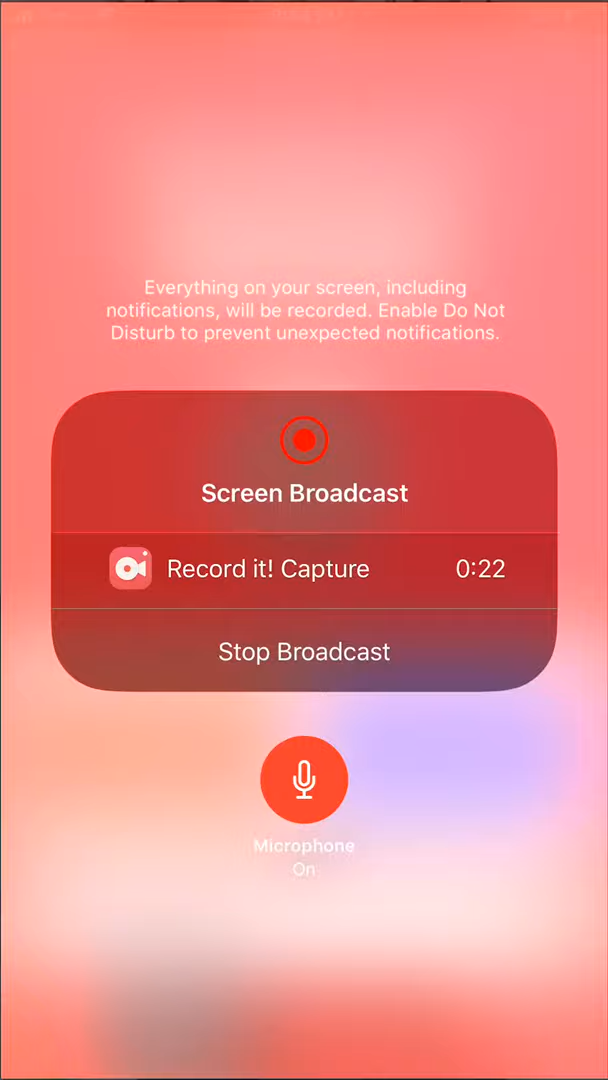 Everything on your screen, including
notifications, will be recorded. Enable Do Not
Disturb to prevent unexpected notifications.
Screen Broadcast
Record it! Capture 0:22
Stop Broadcast
Microphone
On